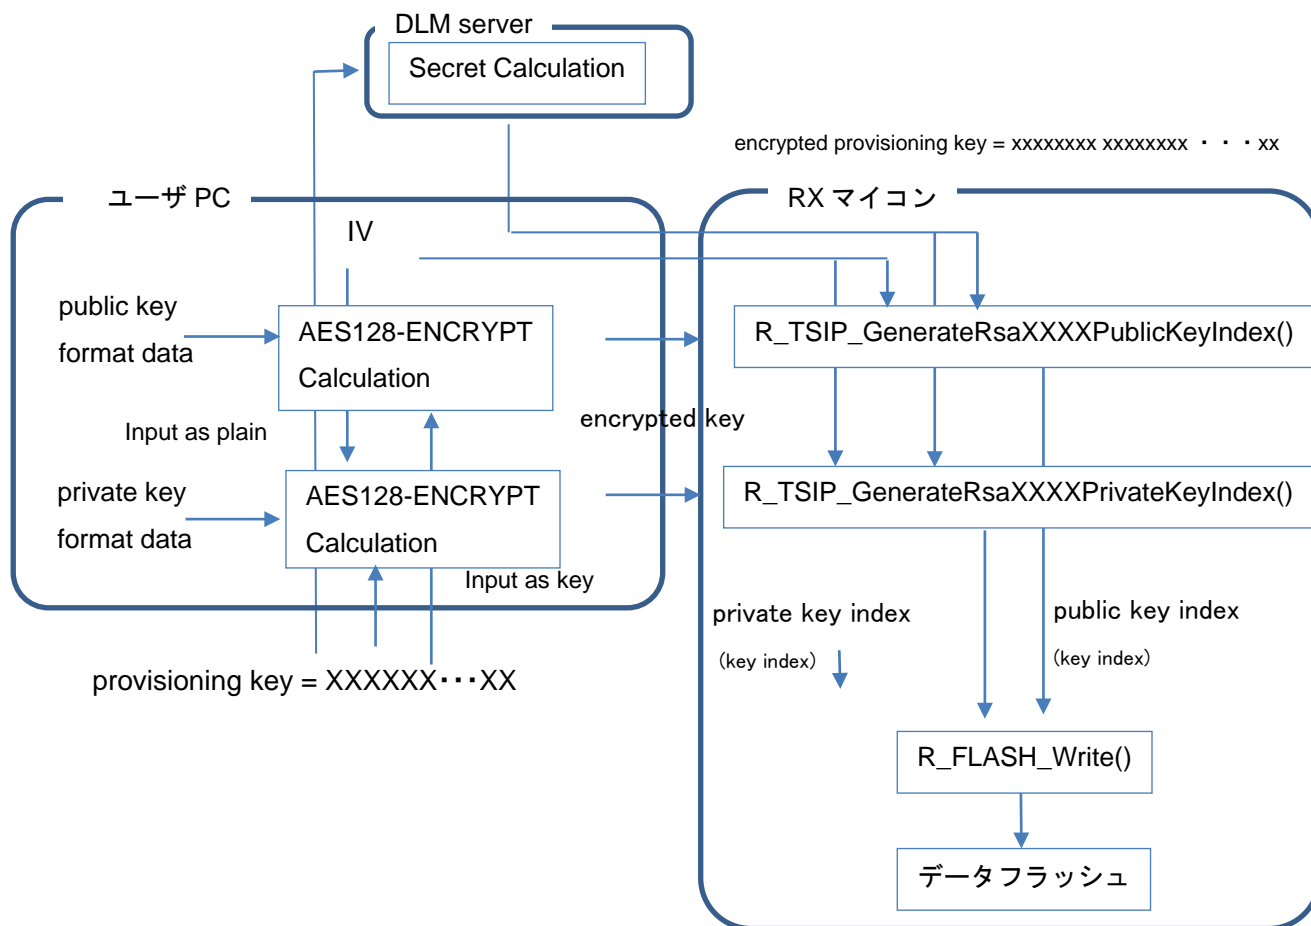 DLM server
Secret Calculation
encrypted provisioning key = xxxxxxxx xxxxxxxx ・・・xx
ユーザ PC
RX マイコン
IV
public key
format data
AES128-ENCRYPT
Calculation
R_TSIP_GenerateRsaXXXXPublicKeyIndex()
Input as plain
encrypted key
private key
format data
AES128-ENCRYPT
Calculation
R_TSIP_GenerateRsaXXXXPrivateKeyIndex()
Input as key
private key index
(key index)
public key index
(key index)
provisioning key = XXXXXX・・・XX
R_FLASH_Write()
データフラッシュ